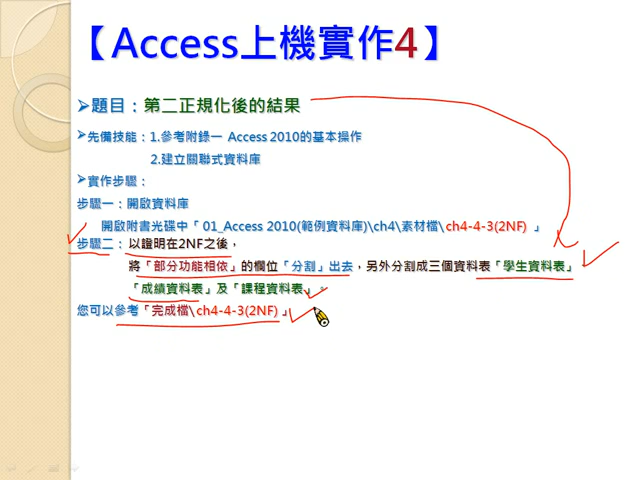 【Access上機實作4】
➢題目：第二正規化後的結果
➢先備技能：1.參考附錄一 Access 2010的基本操作
2.建立關聯式資料庫
➢實作步驟：
步驟一：開啟資料庫
開啟附書光碟中「 01_Access 2010(範例資料庫)\ch4\素材檔\ch4-4-3(2NF) 」
步驟二： 以證明在2NF之後，
將「部分功能相依」的欄位「分割」出去，另外分割成三個資料表「學生資料表」
「成績資料表」及「課程資料表」。
您可以參考「完成檔\ch4-4-3(2NF) 」